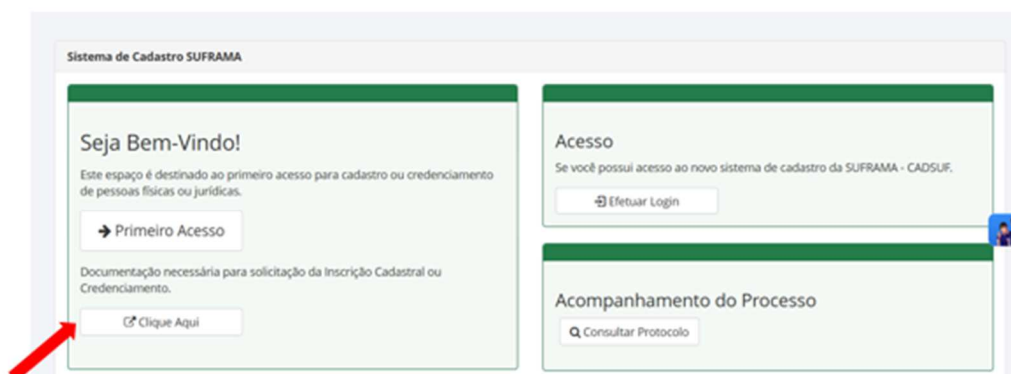 Sistema de Cadastro SUFRAMA
Seja Bem-Vindo!
Este espaço é destinado ao primeiro acesso para cadastro ou credenciamento
de pessoas físicas ou jurídicas.
Primeiro Acesso
Documentação necessária para solicitação da Inscrição Cadastral ou
Credenciamento.
Clique Aqui
Acesso
Se você possui acesso ao novo sistema de cadastro da SUFRAMA - CADSUF.
Efetuar Login
Acompanhamento do Processo
Consultar Protocolo